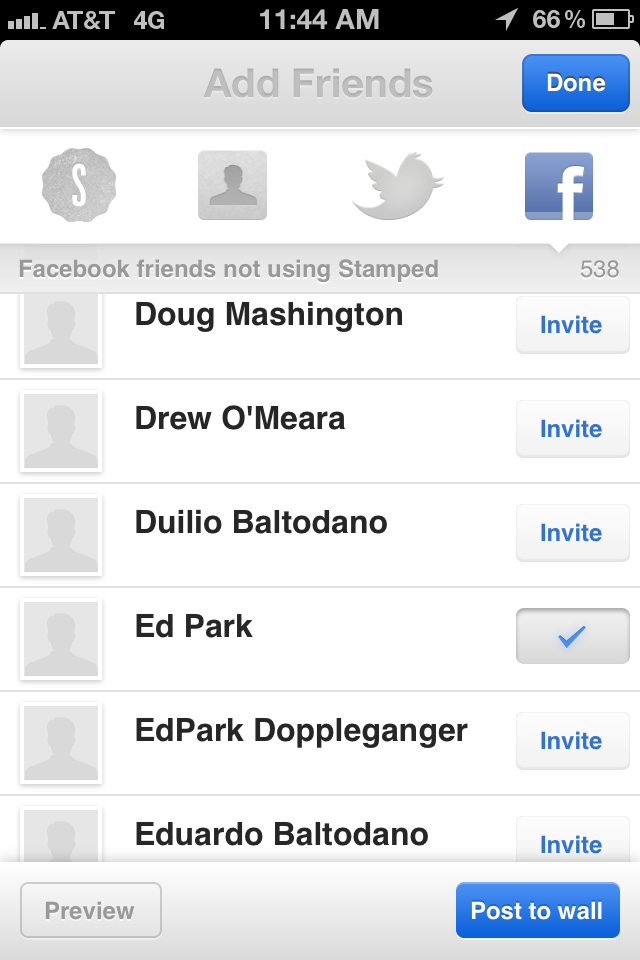 AT&T 4G 11:44 AM 66%
Add Friends Done
S f
Facebook friends not using Stamped 538
Doug Mashington Invite
Drew O'Meara Invite
Duilio Baltodano Invite
Ed Park
EdPark Doppleganger Invite
Eduardo Baltodano Invite
Preview Post to wall